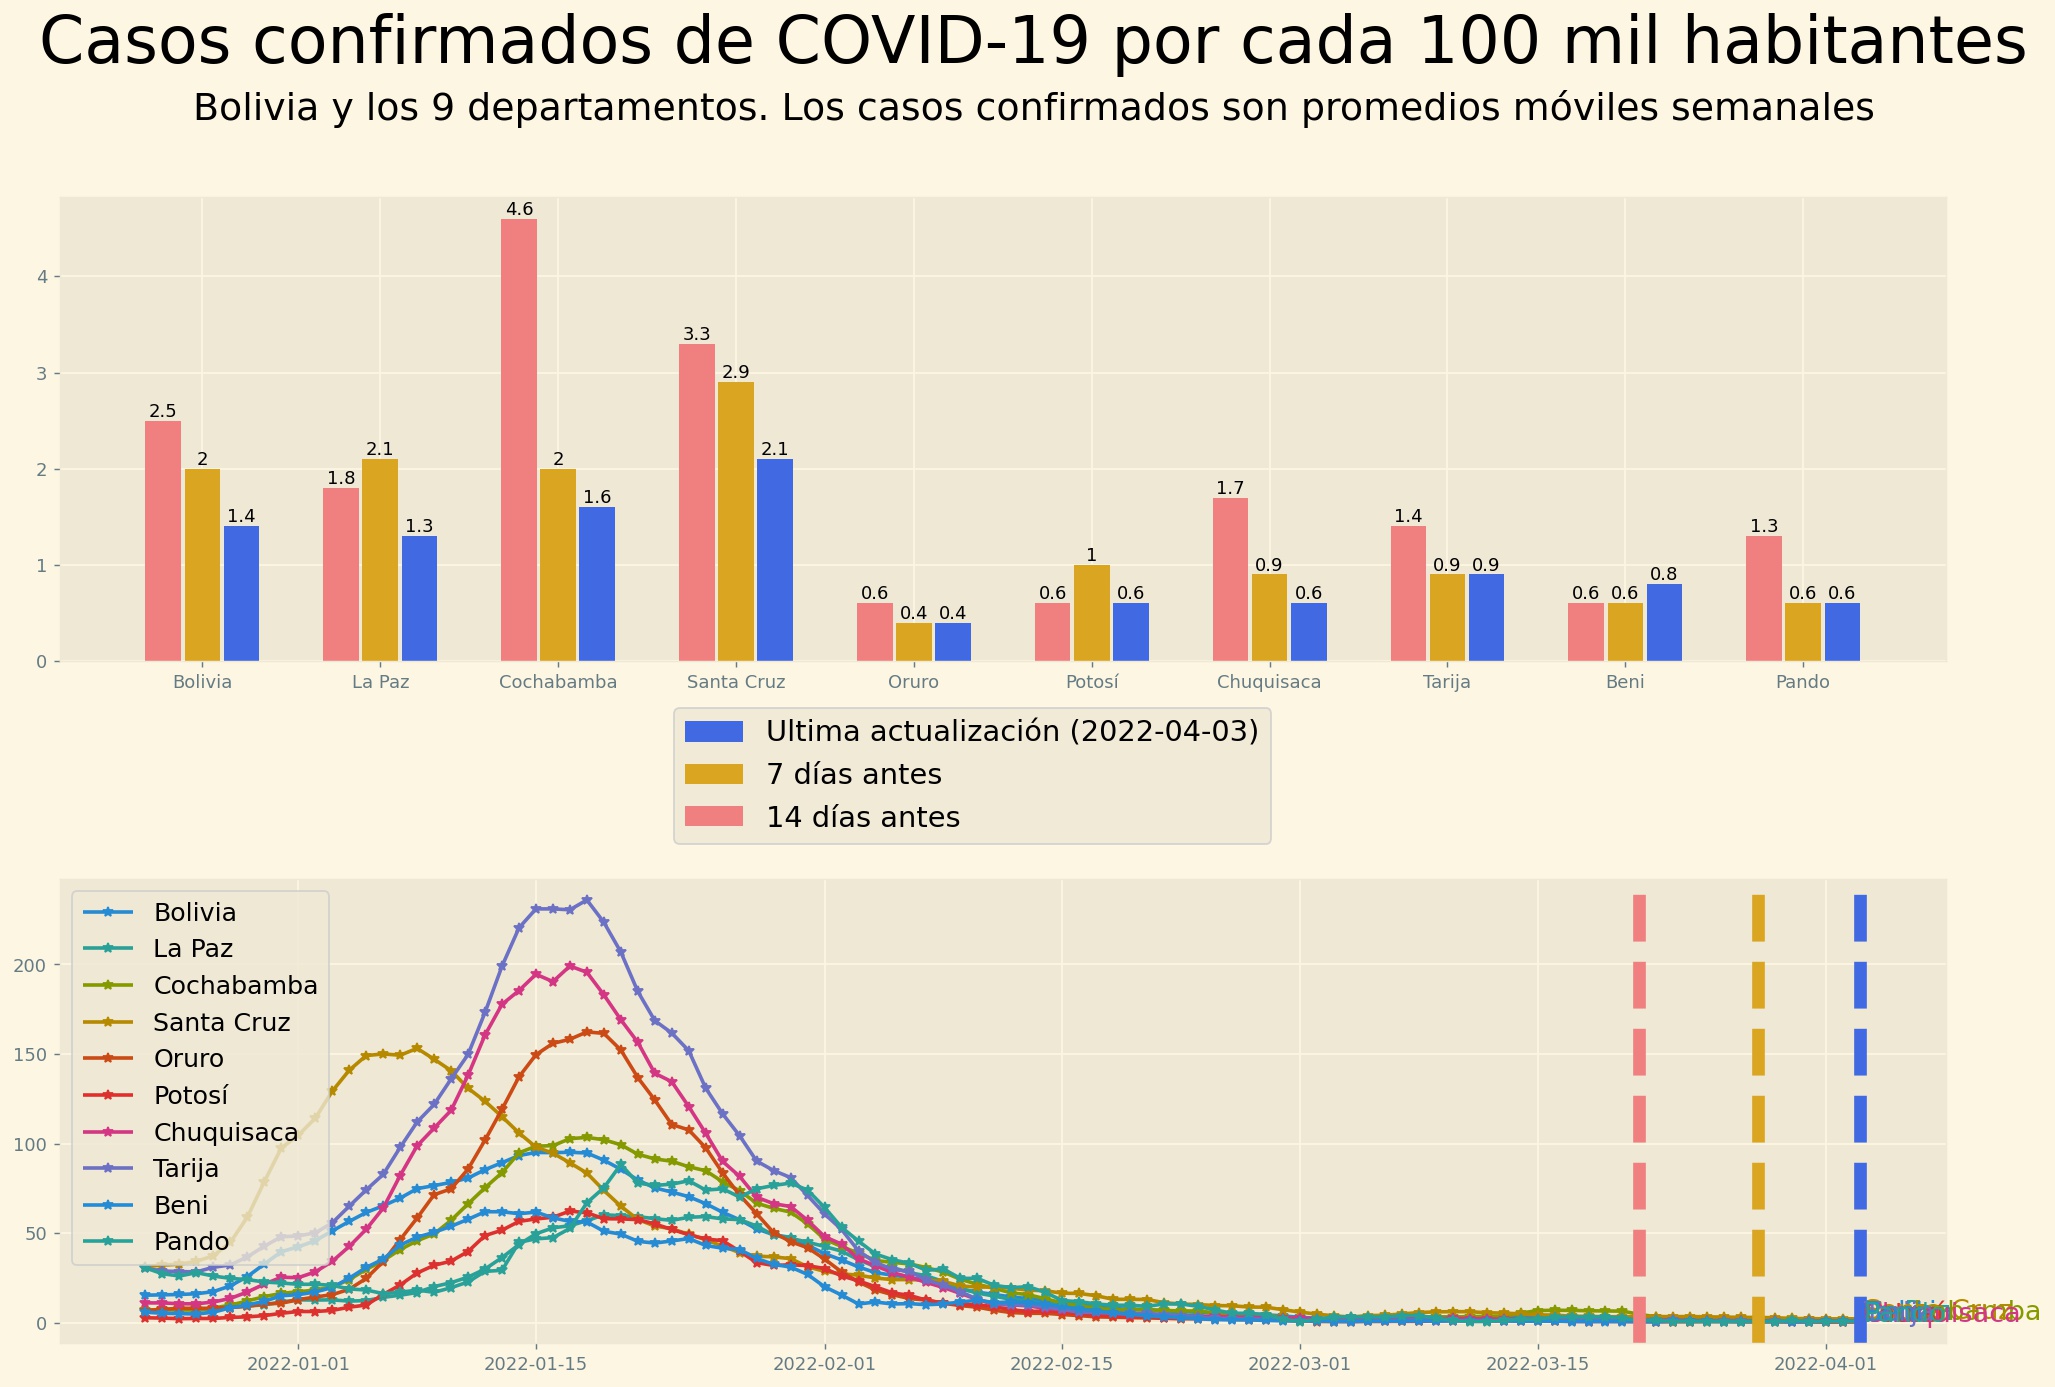 Casos confirmados de COVID-19 por cada 100 mil habitantes
Bolivia y los 9 departamentos. Los casos confirmados son promedios móviles semanales
4
3
2
1
0
2.5 2 1.4
1.8 2.1 1.3
4.6 2 1.6
3.3 2.9 2.1
0.6 0.4 0.4
0.6 1 0.6
1.7 0.9 0.6
1.4 0.9 0.9
0.6 0.6 0.8
1.3 0.6 0.6
Bolivia La Paz Cochabamba Santa Cruz Oruro Potosí Chuquisaca Tarija Beni Pando
Ultima actualización (2022-04-03)
7 días antes
14 días antes
200
150
100
50
0
Bolivia
La Paz
Cochabamba
Santa Cruz
Oruro
Potosí
Chuquisaca
Tarija
Beni
Pando
2022-01-01 2022-01-15 2022-02-01 2022-02-15 2022-03-01 2022-03-15 2022-04-01